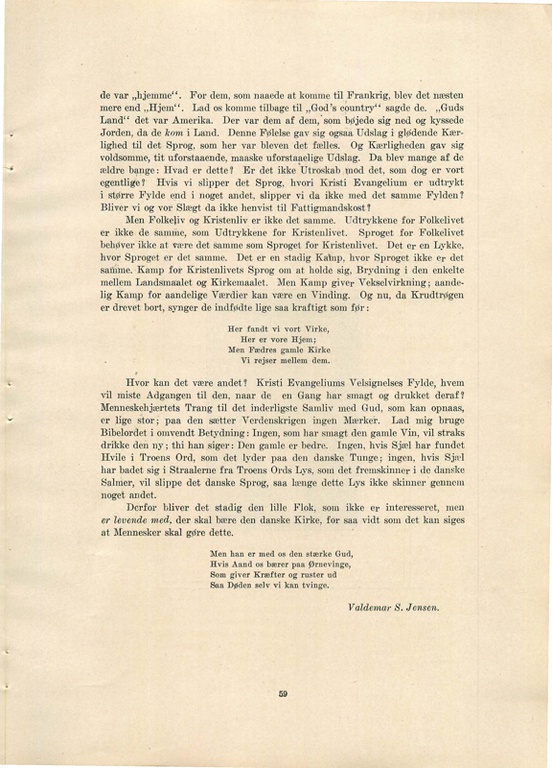 de var „hjemme‟. For dem, som naaede at komme til Frankrig, blev det næsten
mere end „Hjem‟. Lad os komme tilbage til „God's country‟ sagde de. „Guds
Land‟ det var Amerika. Der var dem af dem, som bøjede sig ned og kyssede
Jorden, da de kom i Land. Denne Følelse gav sig ogsaa Udslag i glødende Kær-
lighed til det Sprog, som her var bleven det fælles. Og Kærligheden gav sig
voldsomme, tit uforstaaende, maaske uforstaaelige Udslag. Da blev mange af de
ældre bange: Hvad er dette? Er det ikke Utroskab mod det, som dog er vort
egentlige? Hvis vi slipper det Sprog, hvori Kristi Evangelium er udtrykt
i større Fylde end i noget andet, slipper vi da ikke med det samme Fylden?
Bliver vi og vor Slægt da ikke henvist til Fattigmandskost?
Men Folkeliv og Kristenliv er ikke det samme. Udtrykkene for Folkelivet
er ikke de samme, som Udtrykkene for Kristenlivet. Sproget for Folkelivet
behøver ikke at være det samme som Sproget for Kristenlivet. Det er en Lykke,
hvor Sproget er det samme. Det er en stadig Kamp, hvor Sproget ikke er det
samme. Kamp for Kristenlivets Sprog om at holde sig, Brydning i den enkelte
mellem Landsmaalet og Kirkemaalet. Men Kamp giver Vekselvirkning; aande-
lig Kamp for aandelige Værdier kan være en Vinding. Og nu, da Krudtrøgen
er drevet bort, synger de indfødte lige saa kraftigt som før:
Her fandt vi vort Virke,
Her er vore Hjem;
Men Fædres gamle Kirke
Vi rejser mellem dem.
Hvor kan det være andet? Kristi Evangeliums Velsignelses Fylde, hvem
vil miste Adgangen til den, naar de en Gang har smagt og drukket deraf?
Menneskehjærtets Trang til det inderligste Samliv med Gud, som kan opnaas,
er lige stor; paa den sætter Verdenskrigen ingen Mærker. Lad mig bruge
Bibelordet i omvendt Betydning: Ingen, som har smagt den gamle Vin, vil straks
drikke den ny; thi han siger: Den gamle er bedre. Ingen, hvis Sjæl har fundet
Hvile i Troens Ord, som det lyder paa den danske Tunge; ingen, hvis Sjæl
har badet sig i Straalerne fra Troens Ords Lys, som det fremskinner i de danske
Salmer, vil slippe det danske Sprog, saa længe dette Lys ikke skinner gennem
noget andet.
Derfor bliver det stadig den lille Flok, som ikke er interesseret, men
er levende med, der skal bære den danske Kirke, for saa vidt som det kan siges
at Mennesker skal gøre dette.
Men han er med os den stærke Gud,
Hvis Aand os bærer paa Ørnevinge,
Som giver Kræfter og ruster ud
Saa Døden selv vi kan tvinge.
Valdemar S. Jensen.
59